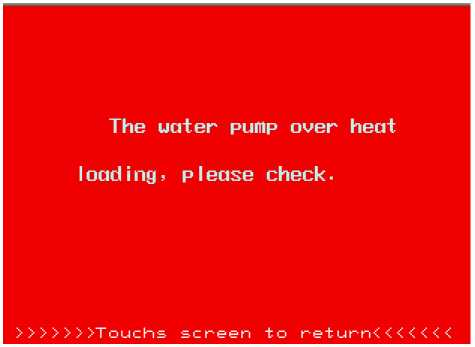 The water pump over heat
loading, please check.
>>>>>>>Touchs screen to return<<<<<<<